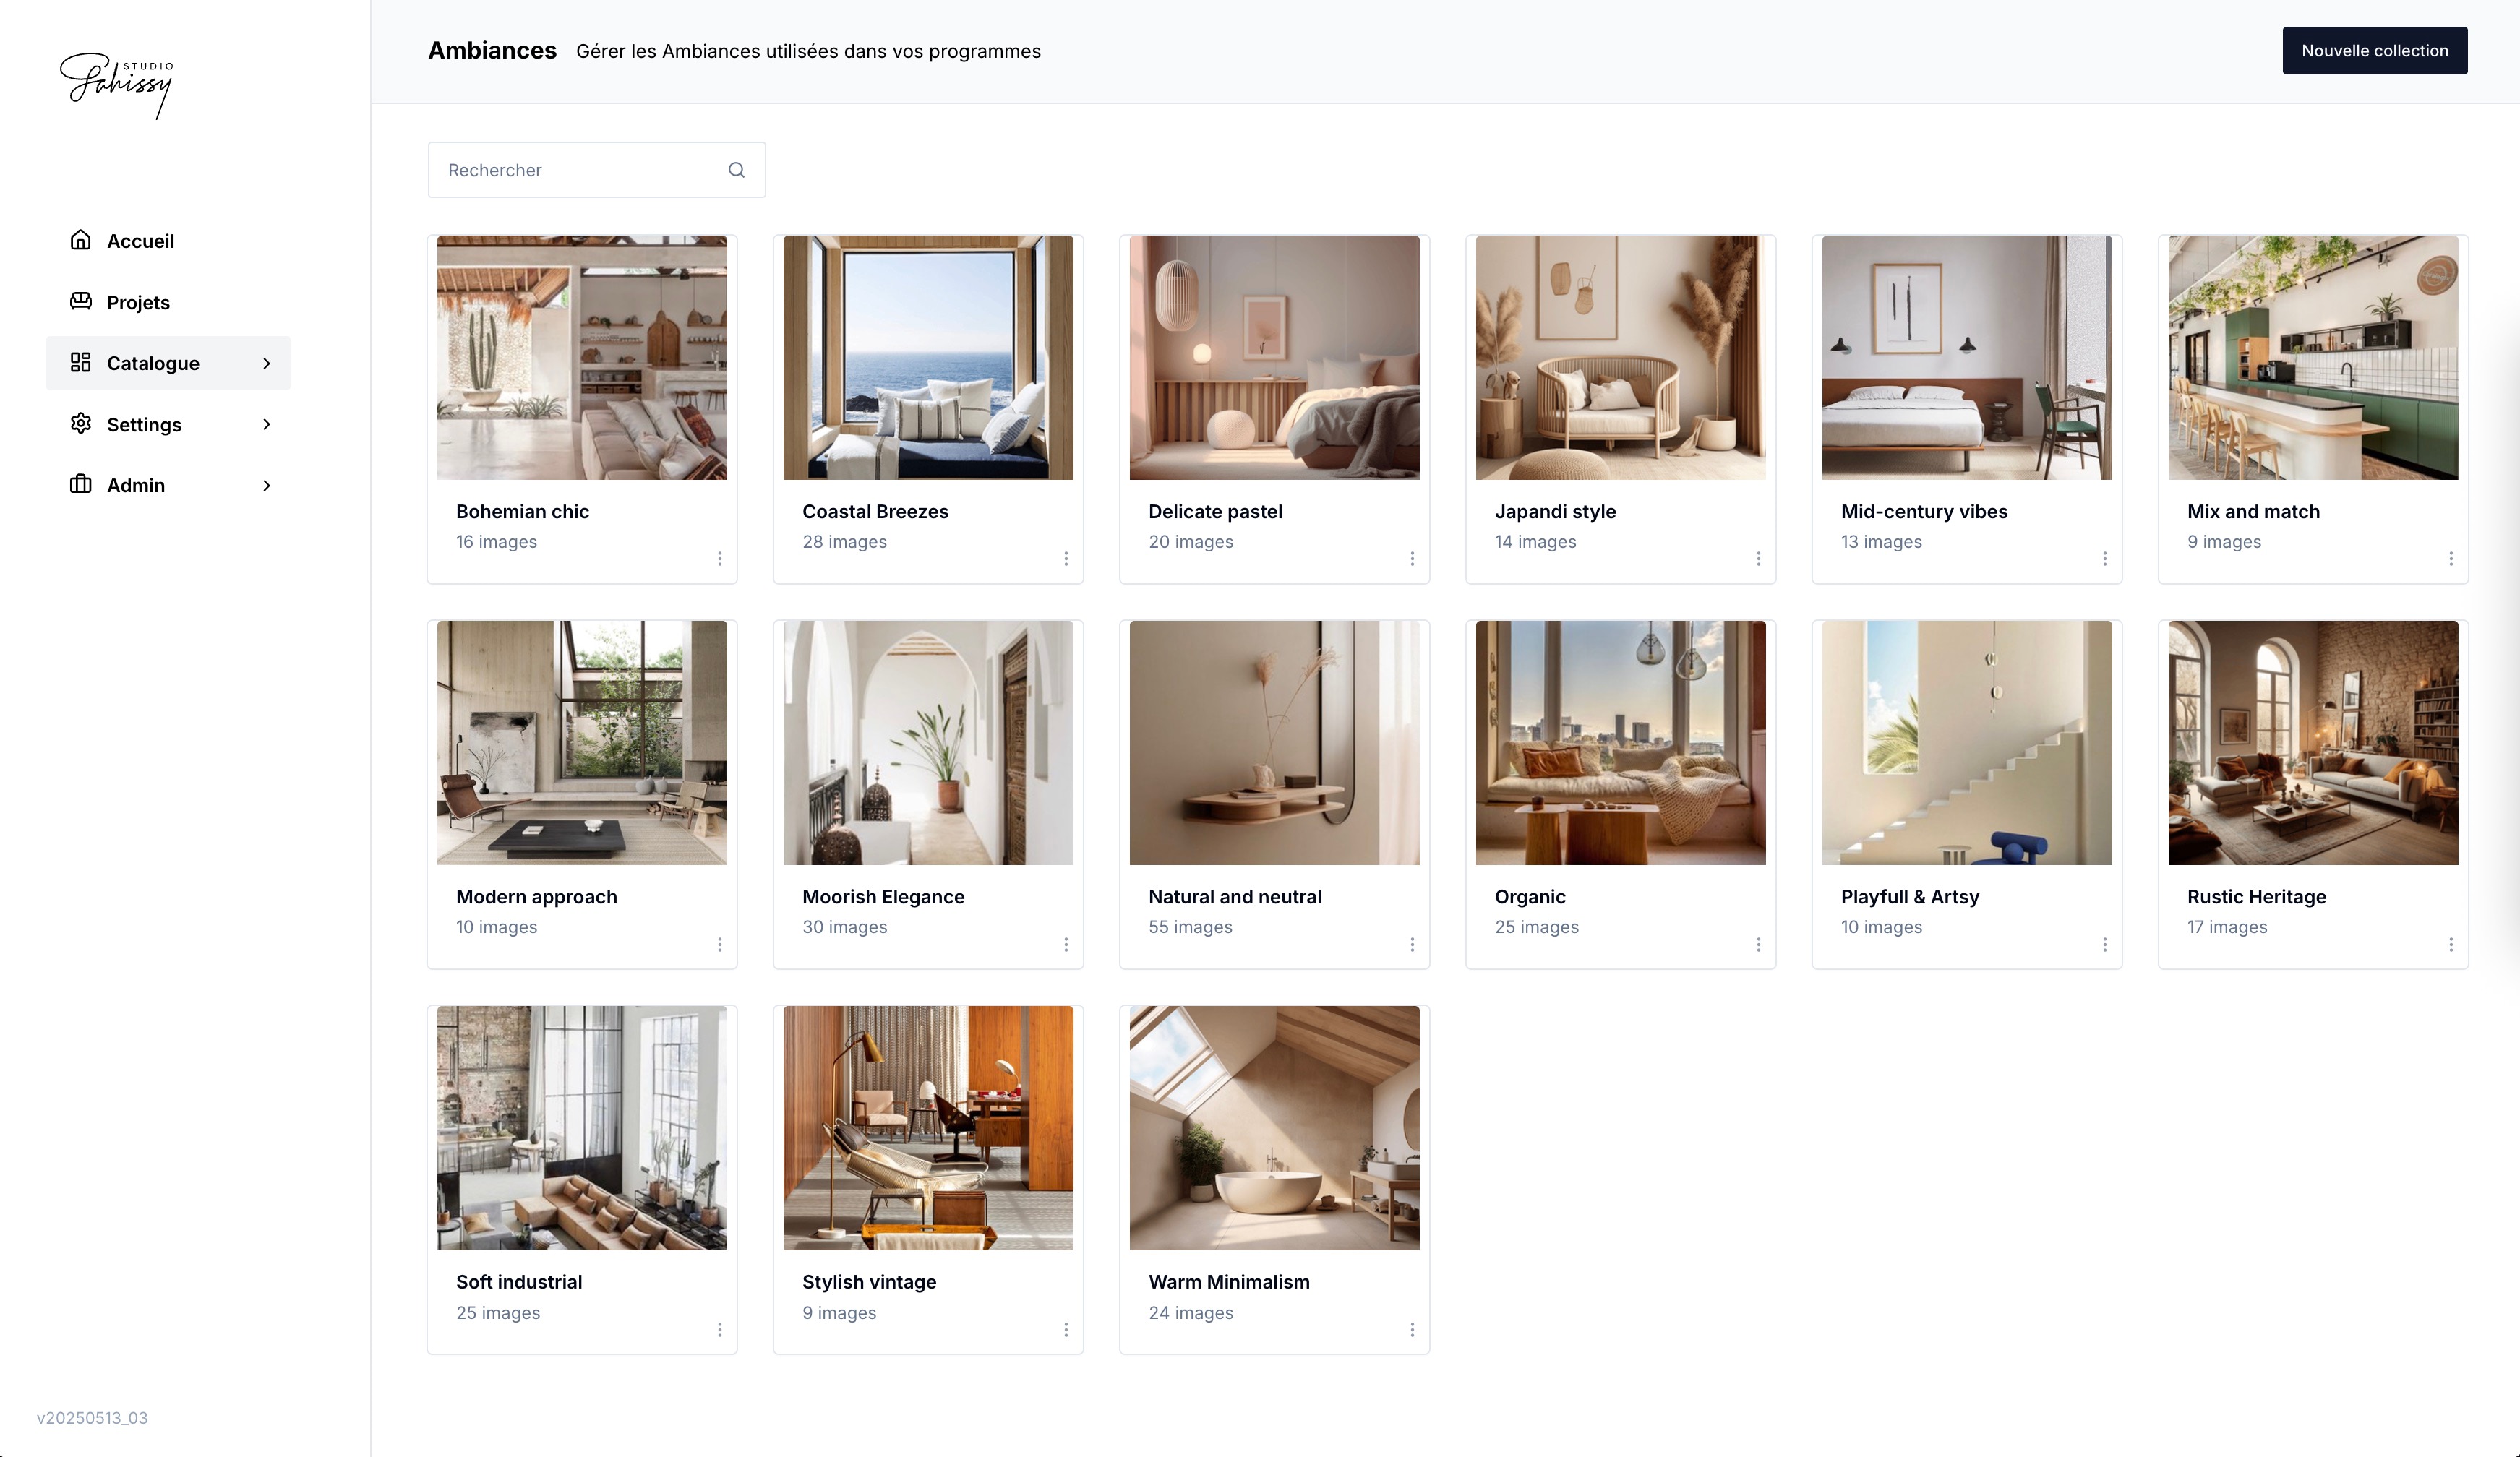 STUDIO
Fahissy
Ambiances Gérer les Ambiances utilisées dans vos programmes
Nouvelle collection
Rechercher
Accueil
Projets
Catalogue
Settings
Admin
Bohemian chic
16 images
Coastal Breezes
28 images
Delicate pastel
20 images
Japandi style
14 images
Mid-century vibes
13 images
Mix and match
9 images
Modern approach
10 images
Moorish Elegance
30 images
Natural and neutral
55 images
Organic
25 images
Playfull & Artsy
10 images
Rustic Heritage
17 images
Soft industrial
25 images
Stylish vintage
9 images
Warm Minimalism
24 images
v20250513_03